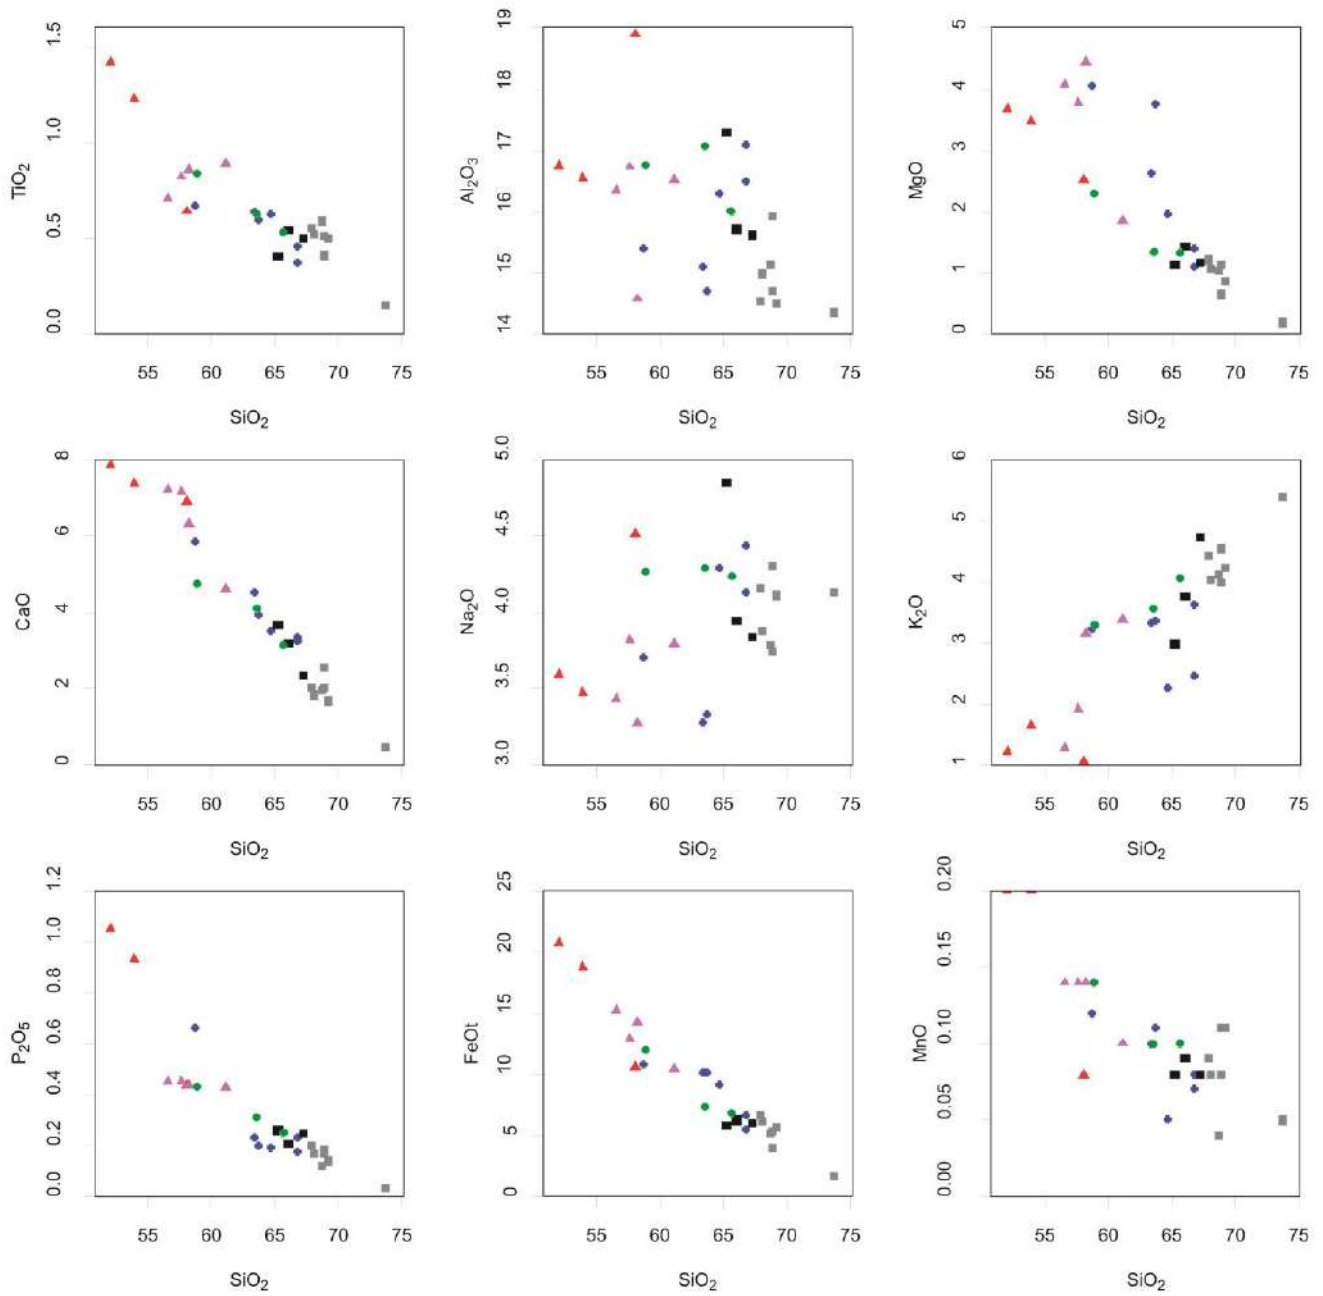 TiO2
0.0 0.5 1.0 1.5
55 60 65 70 75
SiO2
Al2O3
14 15 16 17 18 19
55 60 65 70 75
SiO2
MgO
0 1 2 3 4 5
55 60 65 70 75
SiO2
CaO
0 2 4 6 8
55 60 65 70 75
SiO2
Na2O
3.0 3.5 4.0 4.5 5.0
55 60 65 70 75
SiO2
K2O
1 2 3 4 5 6
55 60 65 70 75
SiO2
P2O5
0.0 0.2 0.4 0.6 0.8 1.0 1.2
55 60 65 70 75
SiO2
FeOt
0 5 10 15 20 25
55 60 65 70 75
SiO2
MnO
0.00 0.05 0.10 0.15 0.20
55 60 65 70 75
SiO2